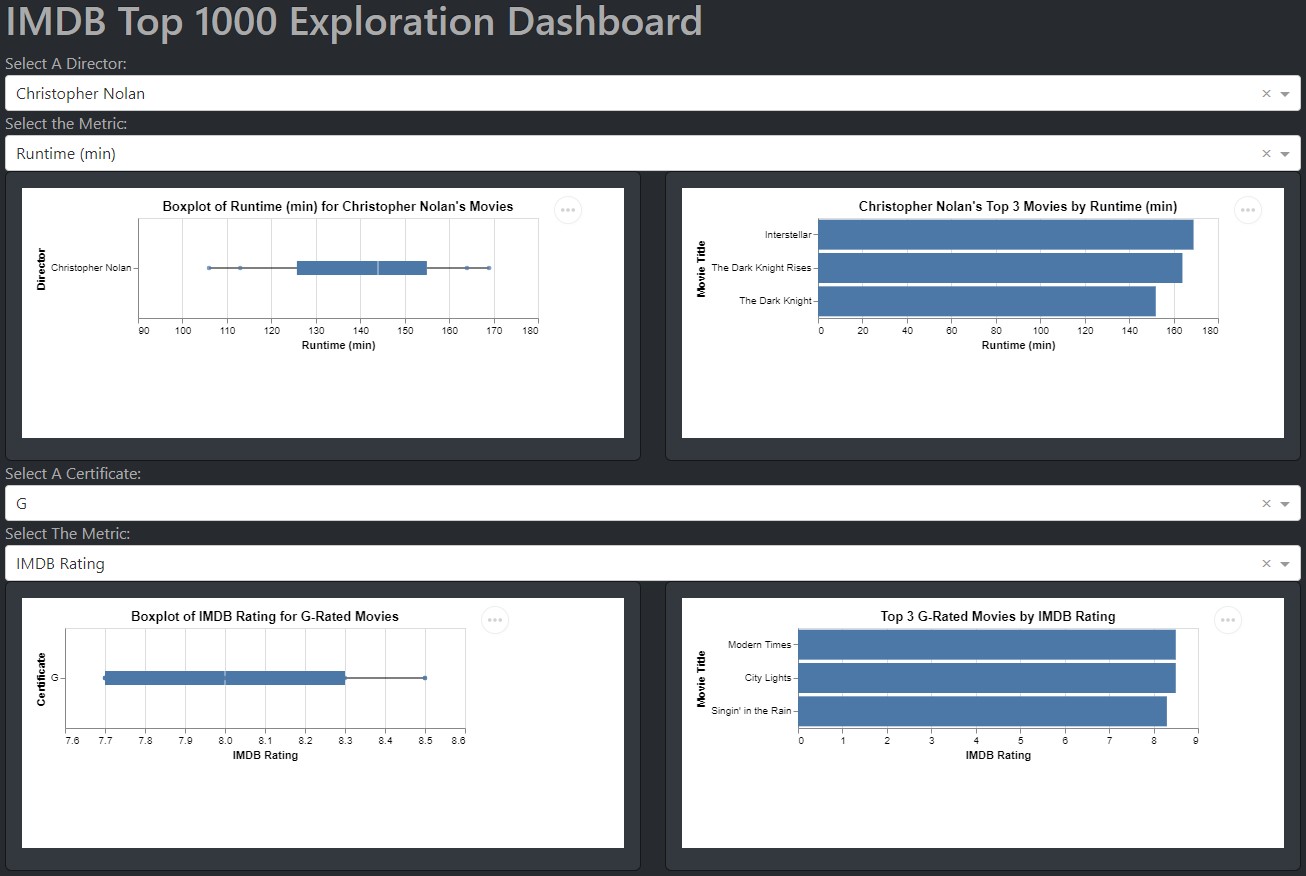 IMDB Top 1000 Exploration Dashboard
Select A Director:
Christopher Nolan
Select the Metric:
Runtime (min)
Boxplot of Runtime (min) for Christopher Nolan's Movies
Director
Christopher Nolan
90 100 110 120 130 140 150 160 170 180
Runtime (min)
Christopher Nolan's Top 3 Movies by Runtime (min)
Movie Title
Interstellar
The Dark Knight Rises
The Dark Knight
0 20 40 60 80 100 120 140 160 180
Runtime (min)
Select A Certificate:
G
Select The Metric:
IMDB Rating
Boxplot of IMDB Rating for G-Rated Movies
Certificate
G
7.6 7.7 7.8 7.9 8.0 8.1 8.2 8.3 8.4 8.5 8.6
IMDB Rating
Top 3 G-Rated Movies by IMDB Rating
Movie Title
Modern Times
City Lights
Singin' in the Rain
0 1 2 3 4 5 6 7 8 9
IMDB Rating